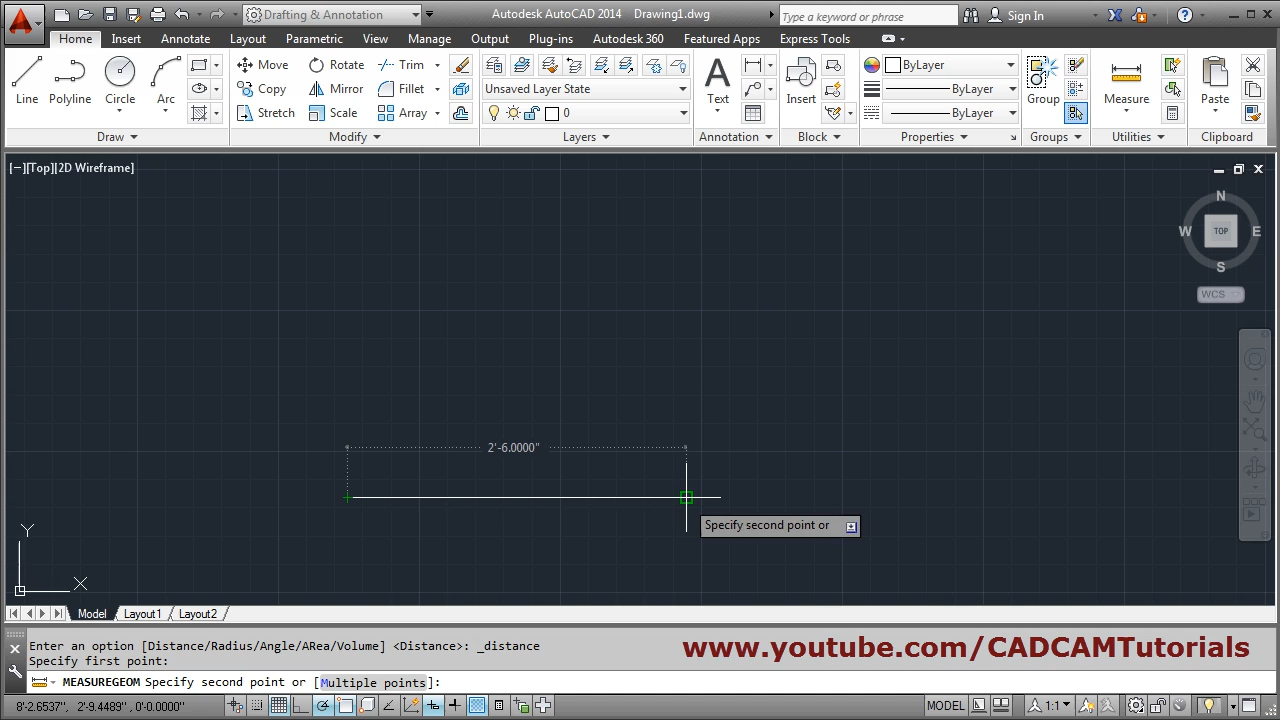 Drafting & Annotation
Autodesk AutoCAD 2014 Drawing1.dwg
Type a keyword or phrase
Sign In
Home Insert Annotate Layout Parametric View Manage Output Plug-ins Autodesk 360 Featured Apps Express Tools
Line Polyline Circle Arc
Move Rotate Trim
Copy Mirror Fillet
Stretch Scale Array
Unsaved Layer State
0
Text
Insert
ByLayer
ByLayer
ByLayer
Group
Measure
Paste
Draw Modify Layers Annotation Block Properties Groups Utilities Clipboard
[−][Top][2D Wireframe]
N
W TOP E
S
WCS
2'-6.0000"
Specify second point or
Y
X
Model Layout1 Layout2
Enter an option [Distance/Radius/Angle/ARea/Volume] <Distance>: _distance
Specify first point:
MEASUREGEOM Specify second point or [Multiple points]:
www.youtube.com/CADCAMTutorials
8'-2.6537", 2'-9.4489", 0'-0.0000"
MODEL
1:1